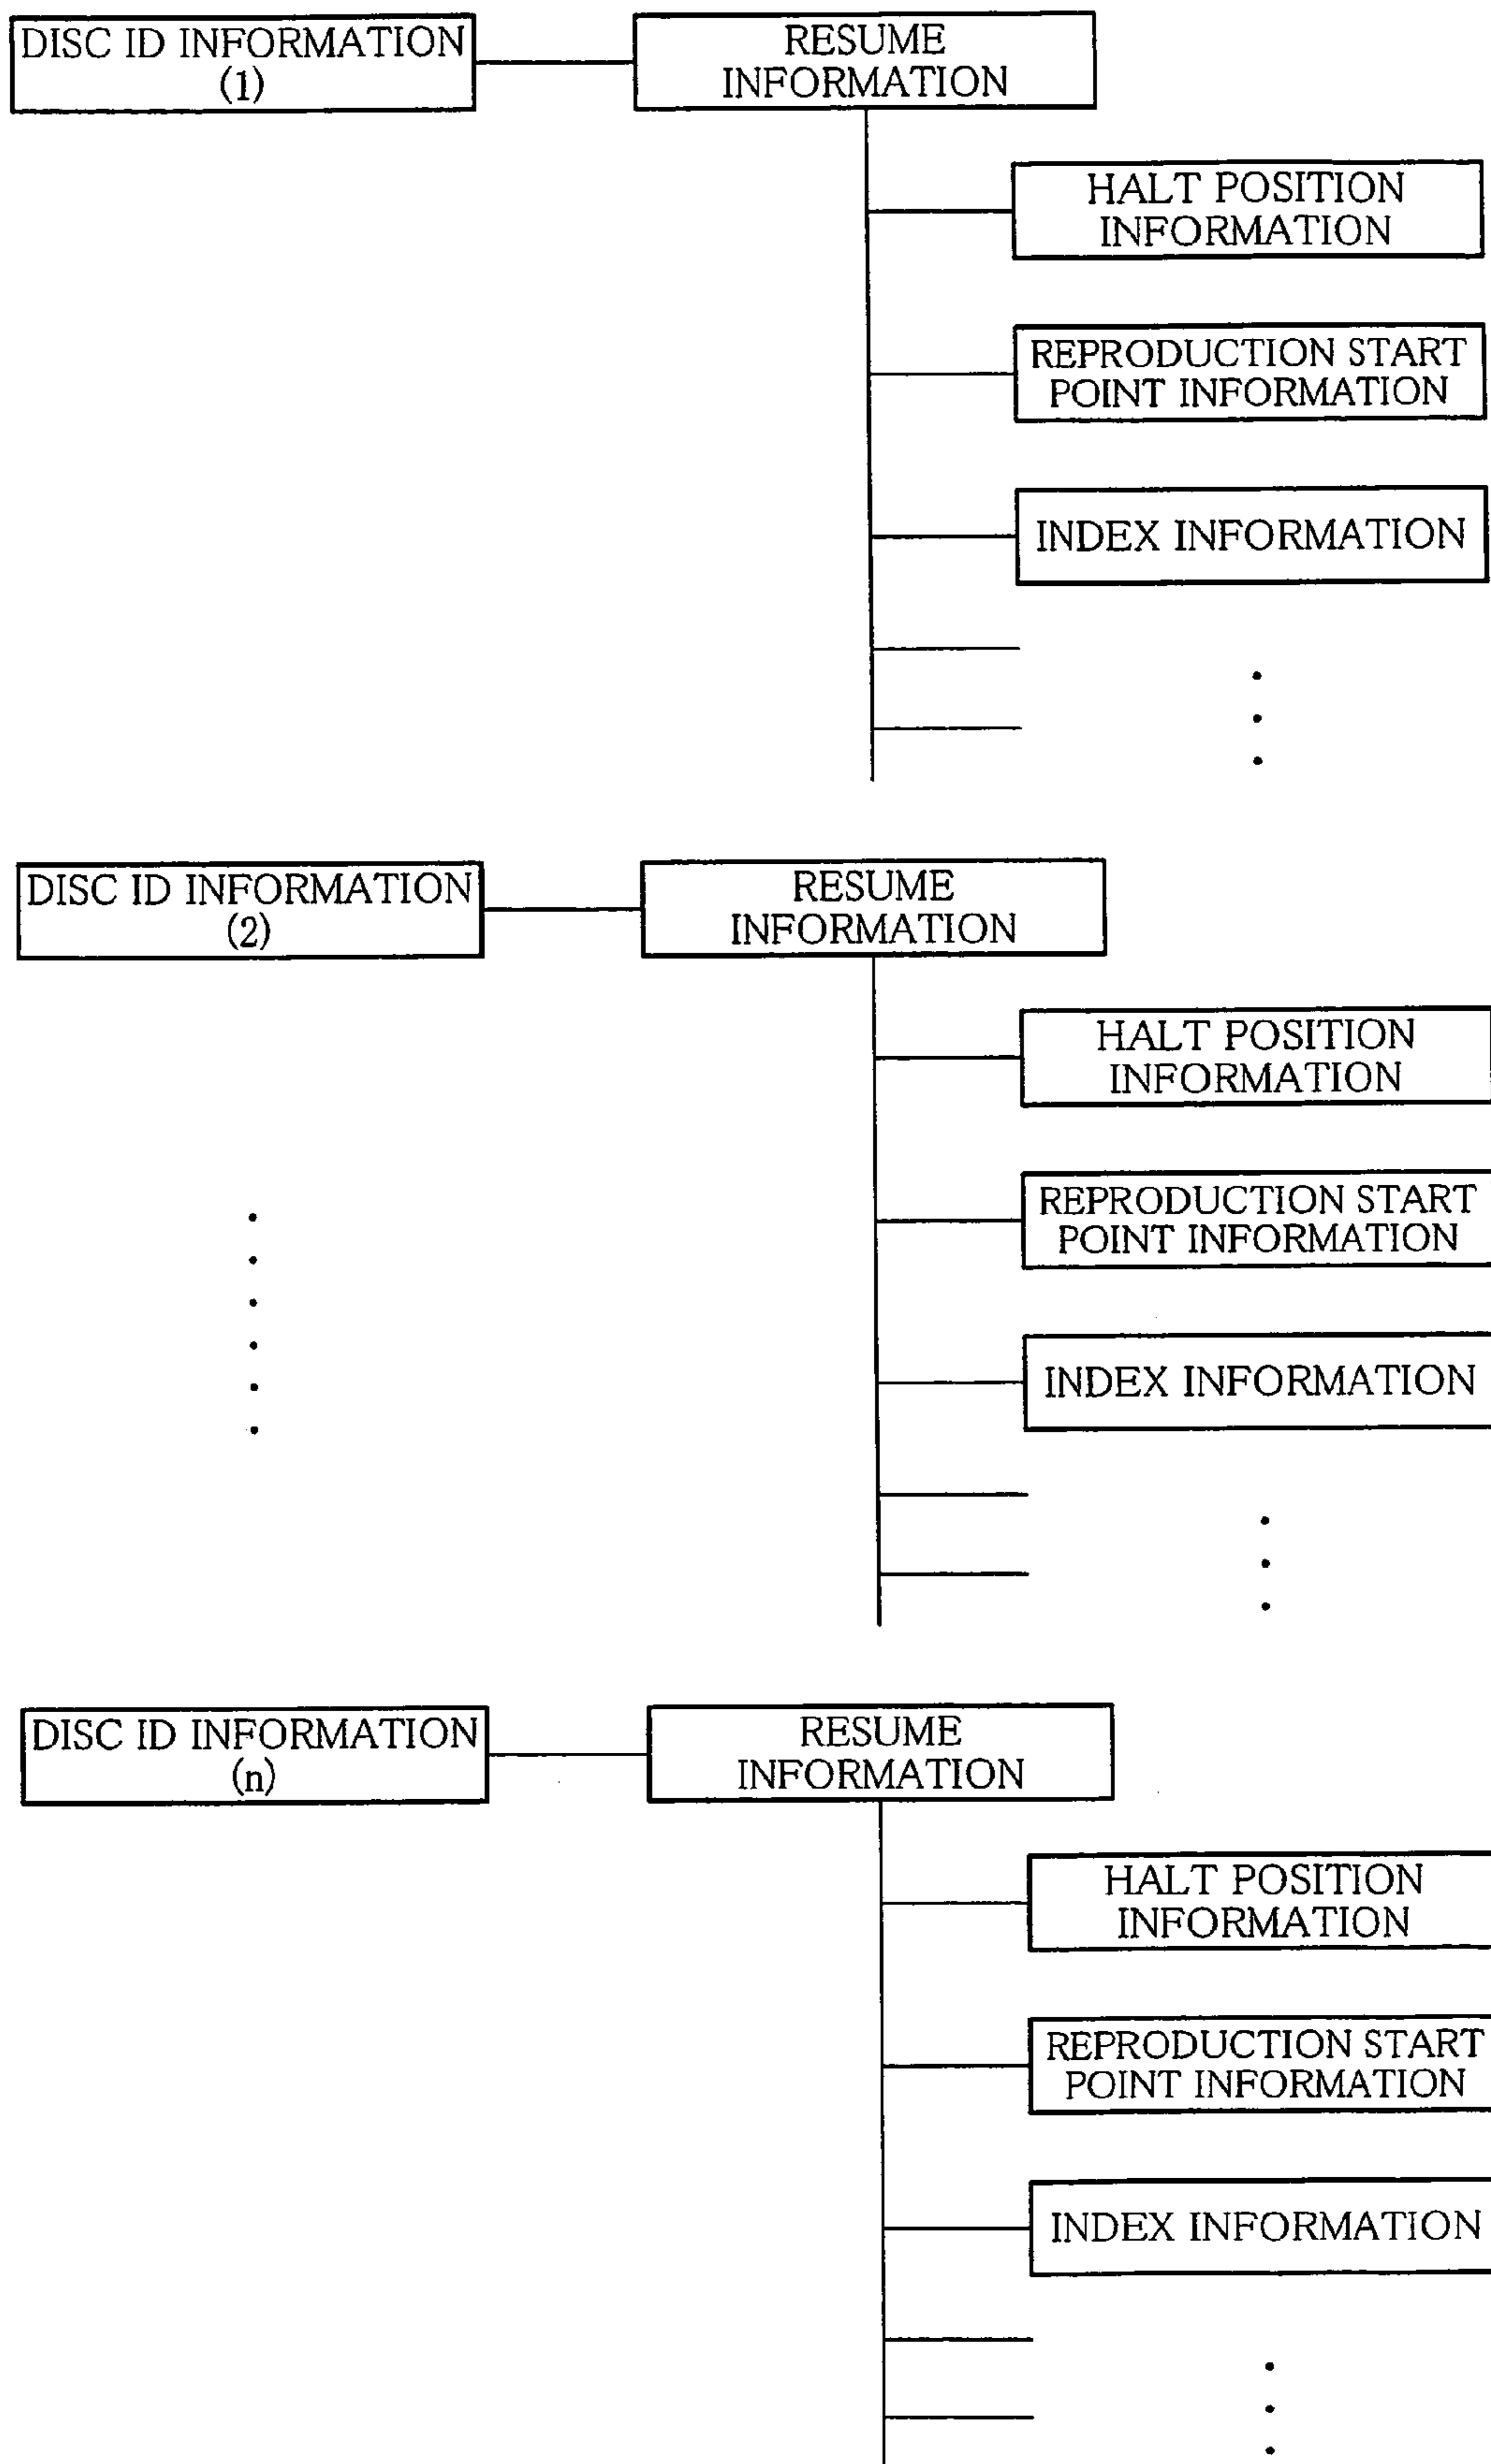 DISC ID INFORMATION
(1)
RESUME
INFORMATION
HALT POSITION
INFORMATION
REPRODUCTION START
POINT INFORMATION
INDEX INFORMATION
DISC ID INFORMATION
(2)
RESUME
INFORMATION
HALT POSITION
INFORMATION
REPRODUCTION START
POINT INFORMATION
INDEX INFORMATION
DISC ID INFORMATION
(n)
RESUME
INFORMATION
HALT POSITION
INFORMATION
REPRODUCTION START
POINT INFORMATION
INDEX INFORMATION